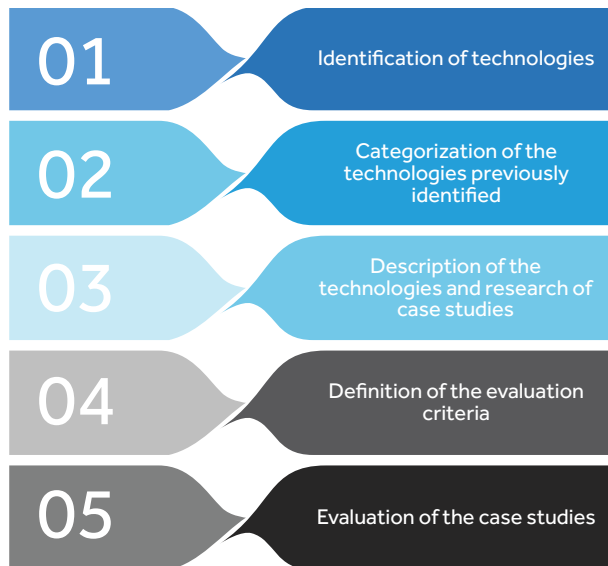 01
Identification of technologies
02
Categorization of the
technologies previously
identified
03
Description of the
technologies and research of
case studies
04
Definition of the evaluation
criteria
05
Evaluation of the case studies